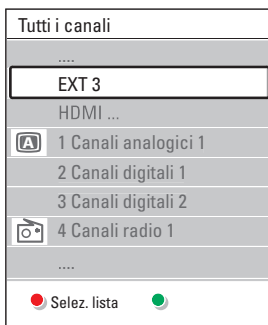 Tutti i canali
....
EXT 3
HDMI ...
A 1 Canali analogici 1
2 Canali digitali 1
3 Canali digitali 2
4 Canali radio 1
....
Selez. lista